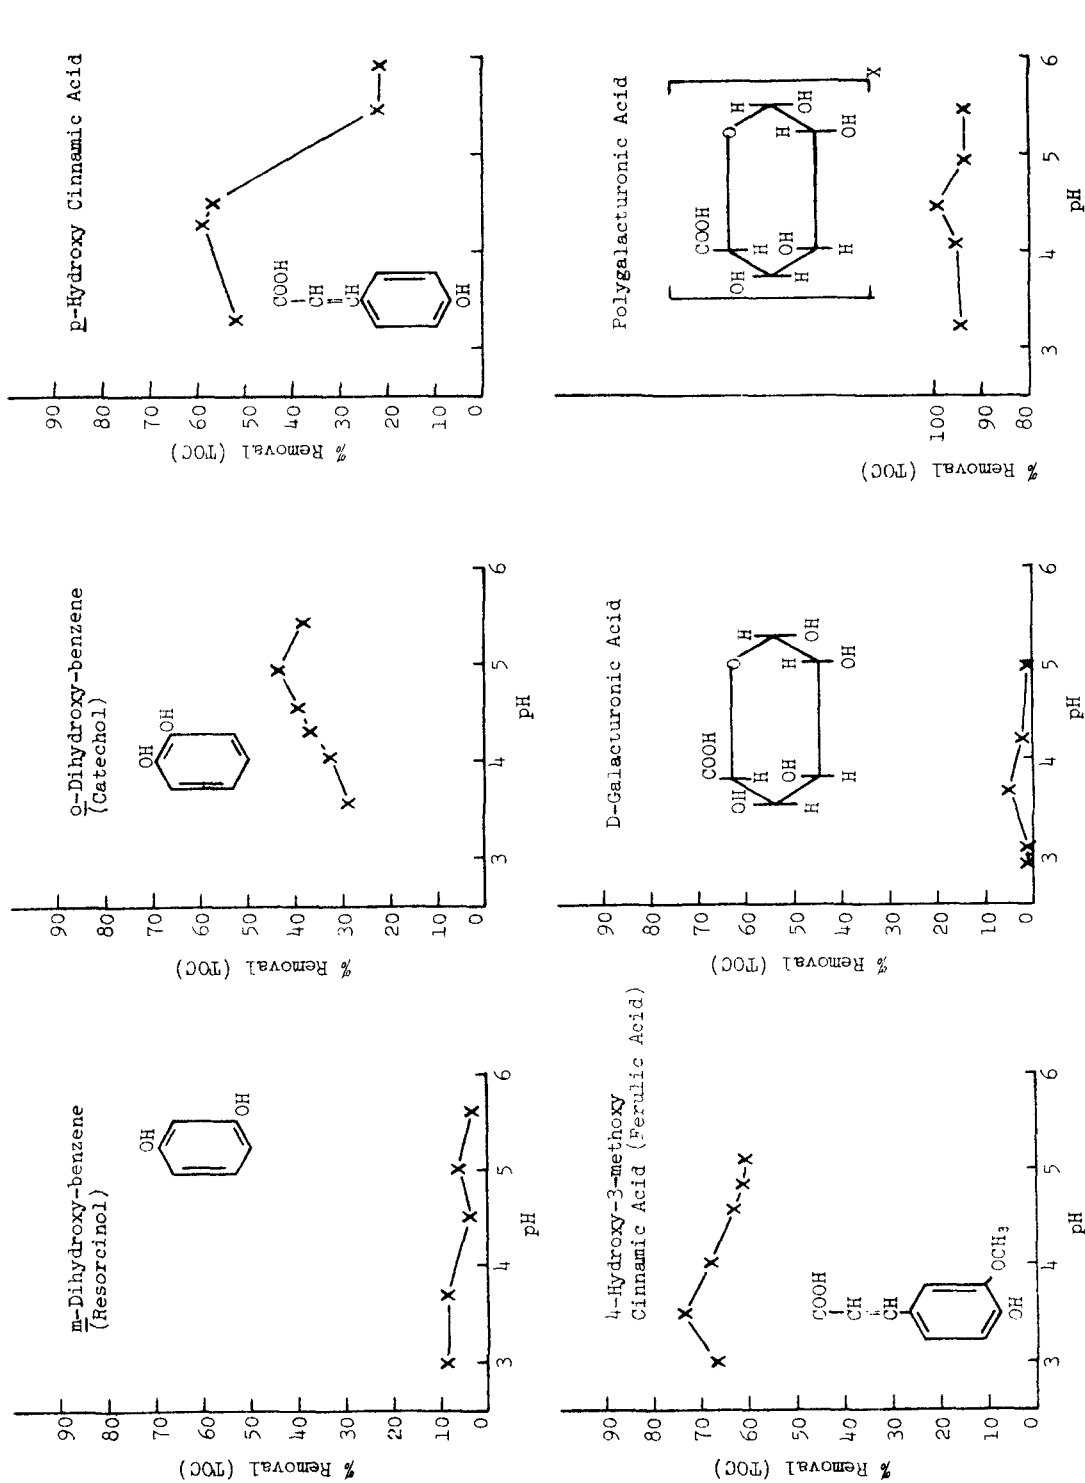 m-Dihydroxy-benzene
(Resorcinol)
OH
OH
% Removal (TOC)
90
80
70
60
50
40
30
20
10
0
3
4
5
6
pH
o-Dihydroxy-benzene
(Catechol)
OH
OH
% Removal (TOC)
90
80
70
60
50
40
30
20
10
0
3
4
5
6
pH
p-Hydroxy Cinnamic Acid
COOH
CH
CH
OH
% Removal (TOC)
90
80
70
60
50
40
30
20
10
0
4-Hydroxy-3-methoxy
Cinnamic Acid (Ferulic Acid)
COOH
CH
CH
OCH3
OH
% Removal (TOC)
90
80
70
60
50
40
30
20
10
0
3
4
5
6
pH
D-Galacturonic Acid
COOH
O
H
OH
H
OH
H
OH
H
OH
H
% Removal (TOC)
90
80
70
60
50
40
30
20
10
0
3
4
5
6
pH
Polygalacturonic Acid
COOH
O
H
OH
H
OH
H
OH
H
OH
H
X
% Removal (TOC)
100
90
80
3
4
5
6
pH